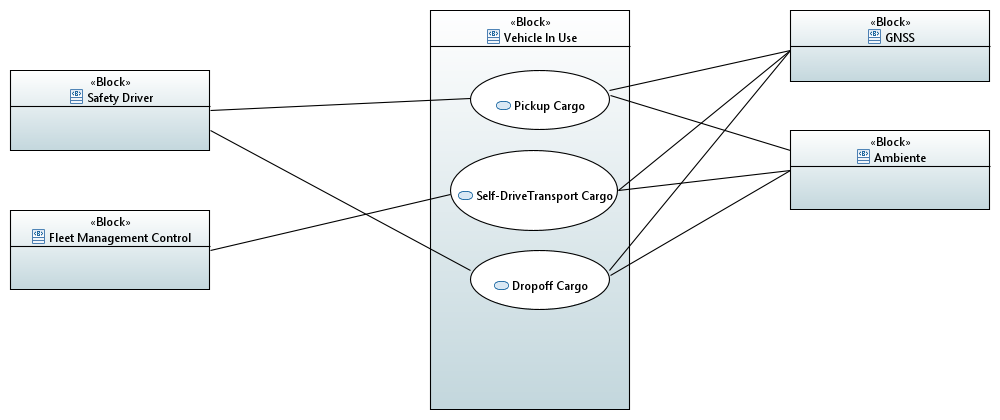 «Block»
Safety Driver
«Block»
Fleet Management Control
«Block»
Vehicle In Use
Pickup Cargo
Self-DriveTransport Cargo
Dropoff Cargo
«Block»
GNSS
«Block»
Ambiente